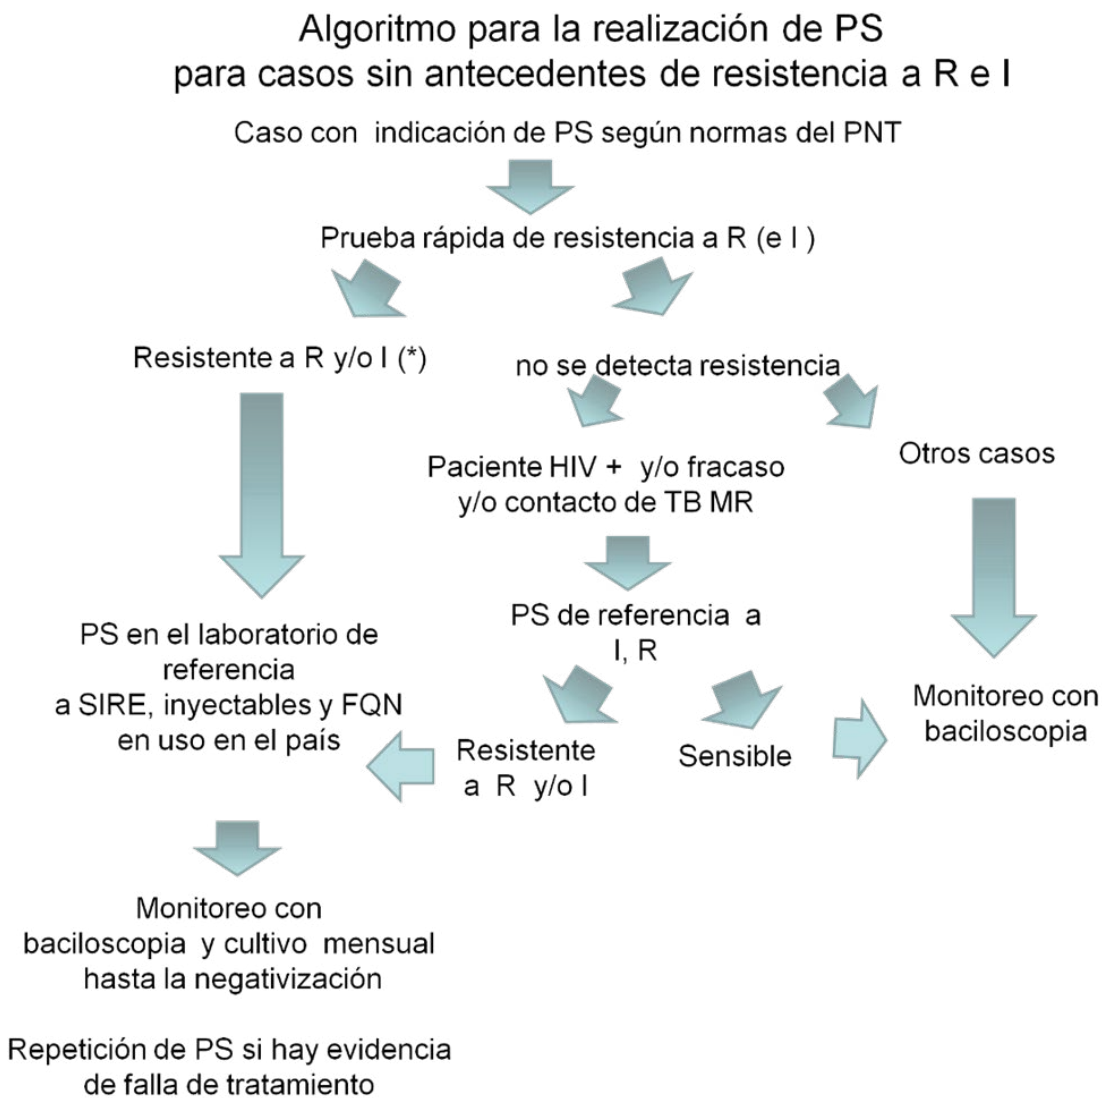 Algoritmo para la realización de PS
para casos sin antecedentes de resistencia a R e I
Caso con indicación de PS según normas del PNT
Prueba rápida de resistencia a R (e I )
Resistente a R y/o I (*)
no se detecta resistencia
Paciente HIV + y/o fracaso
y/o contacto de TB MR
Otros casos
PS de referencia a
I, R
PS en el laboratorio de
referencia
a SIRE, inyectables y FQN
en uso en el país
Resistente
a R y/o I
Sensible
Monitoreo con
baciloscopia
Monitoreo con
baciloscopia y cultivo mensual
hasta la negativización
Repetición de PS si hay evidencia
de falla de tratamiento